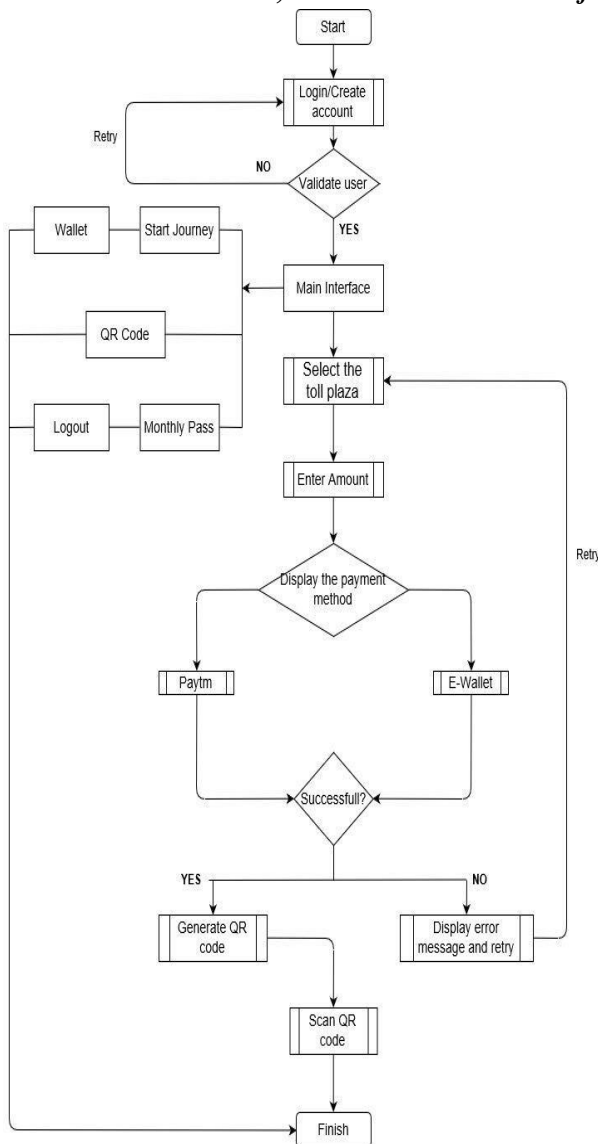 Start
Login/Create
account
Retry
NO
Validate user
YES
Wallet
Start Journey
Main Interface
QR Code
Select the
toll plaza
Logout
Monthly Pass
Enter Amount
Retry
Display the payment
method
Paytm
E-Wallet
Successfull?
YES
NO
Generate QR
code
Display error
message and retry
Scan QR
code
Finish